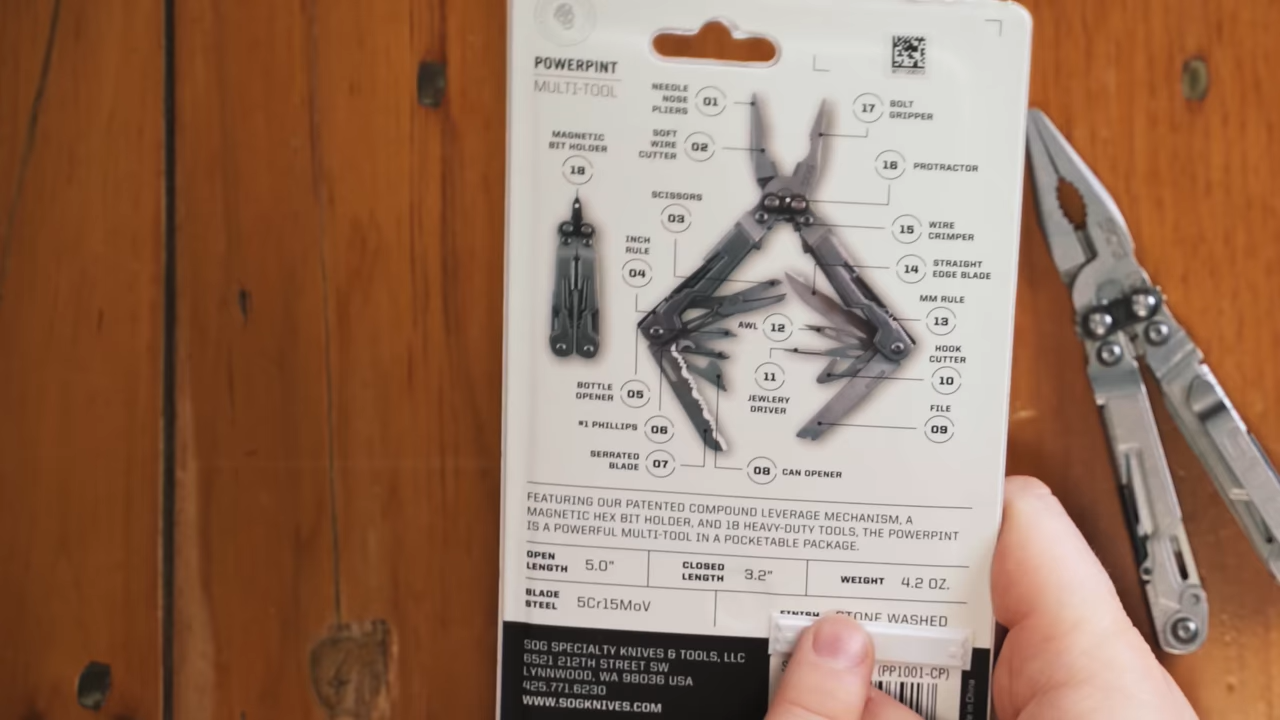 POWERPINT
MULTI-TOOL
NEEDLE
NOSE
PLIERS
01
17
BOLT
GRIPPER
SOFT
WIRE
CUTTER
02
MAGNETIC
BIT HOLDER
18
16
PROTRACTOR
SCISSORS
03
15
WIRE
CRIMPER
INCH
RULE
04
14
STRAIGHT
EDGE BLADE
MM RULE
13
AWL
12
HOOK
CUTTER
10
11
JEWLERY
DRIVER
BOTTLE
OPENER
05
FILE
09
#1 PHILLIPS
06
SERRATED
BLADE
07
08
CAN OPENER
FEATURING OUR PATENTED COMPOUND LEVERAGE MECHANISM, A
MAGNETIC HEX BIT HOLDER, AND 18 HEAVY-DUTY TOOLS, THE POWERPINT
IS A POWERFUL MULTI-TOOL IN A POCKETABLE PACKAGE.
OPEN
LENGTH
5.0"
CLOSED
LENGTH
3.2"
WEIGHT
4.2 OZ.
BLADE
STEEL
5Cr15MoV
FINISH
STONE WASHED
SOG SPECIALTY KNIVES & TOOLS, LLC
6521 212TH STREET SW
LYNNWOOD, WA 98036 USA
425.771.6230
WWW.SOGKNIVES.COM
(PP1001-CP)
in China